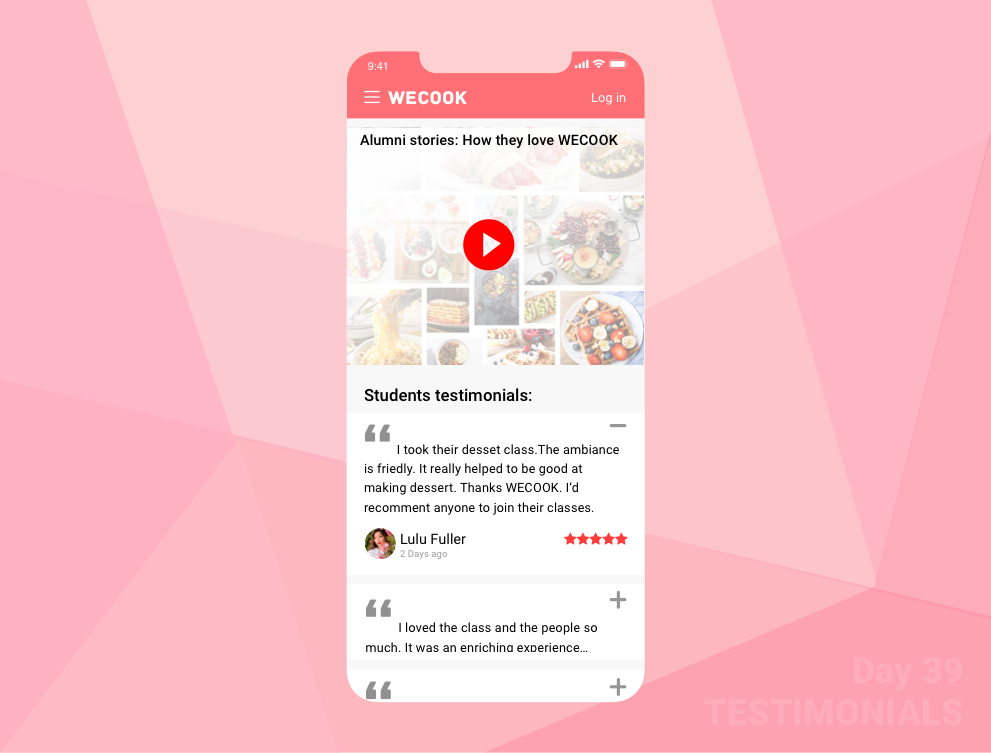 9:41
WECOOK
Log in
Alumni stories: How they love WECOOK
Students testimonials:
I took their desset class.The ambiance
is friedly. It really helped to be good at
making dessert. Thanks WECOOK. I’d
recomment anyone to join their classes.
Lulu Fuller
2 Days ago
I loved the class and the people so
much. It was an enriching experience...
Day 39
TESTIMONIALS